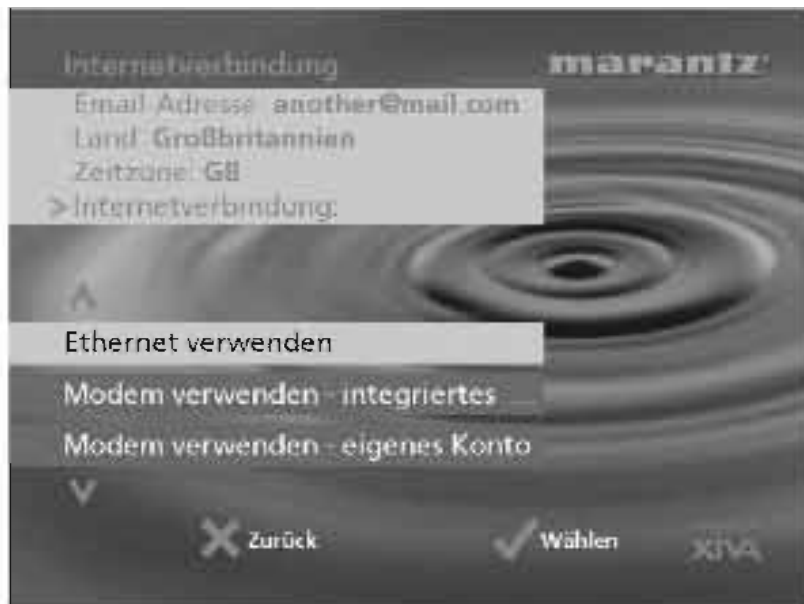 Internetverbindung
marantz
Email Adresse: another@mail.com
Land: Großbritannien
Zeitzone: GB
>Internetverbindung:
Ethernet verwenden
Modem verwenden - integriertes ...
Modem verwenden - eigenes Konto
Zurück
Wählen
XIVA